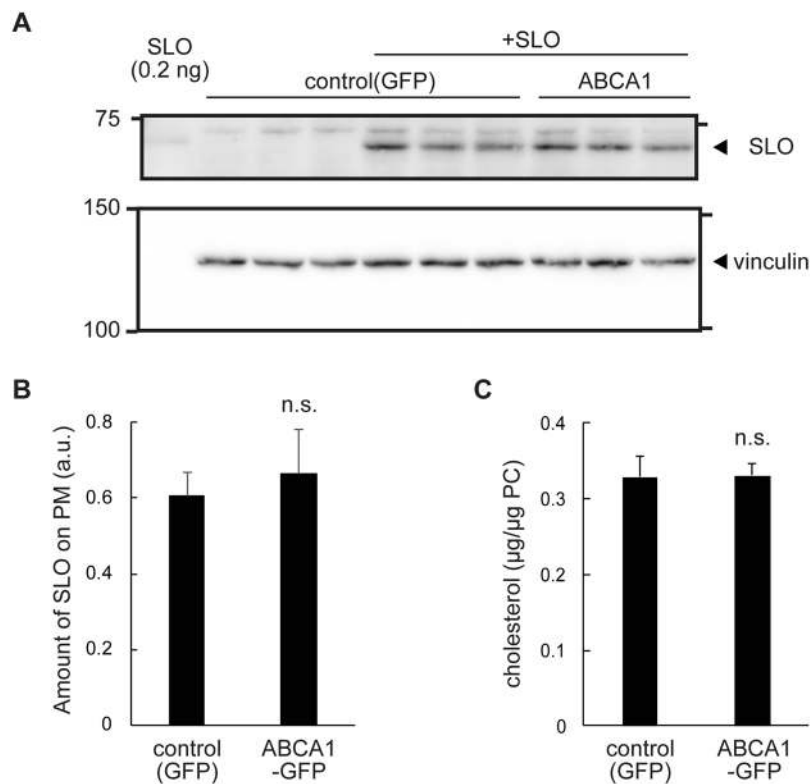 A
+SLO
SLO
(0.2 ng)
control(GFP)
ABCA1
75
SLO
150
vinculin
100
B
n.s.
Amount of SLO on PM (a.u.)
0.8
0.6
0.4
0.2
0
control
(GFP)
ABCA1
-GFP
C
n.s.
cholesterol (µg/µg PC)
0.4
0.3
0.2
0.1
0
control
(GFP)
ABCA1
-GFP